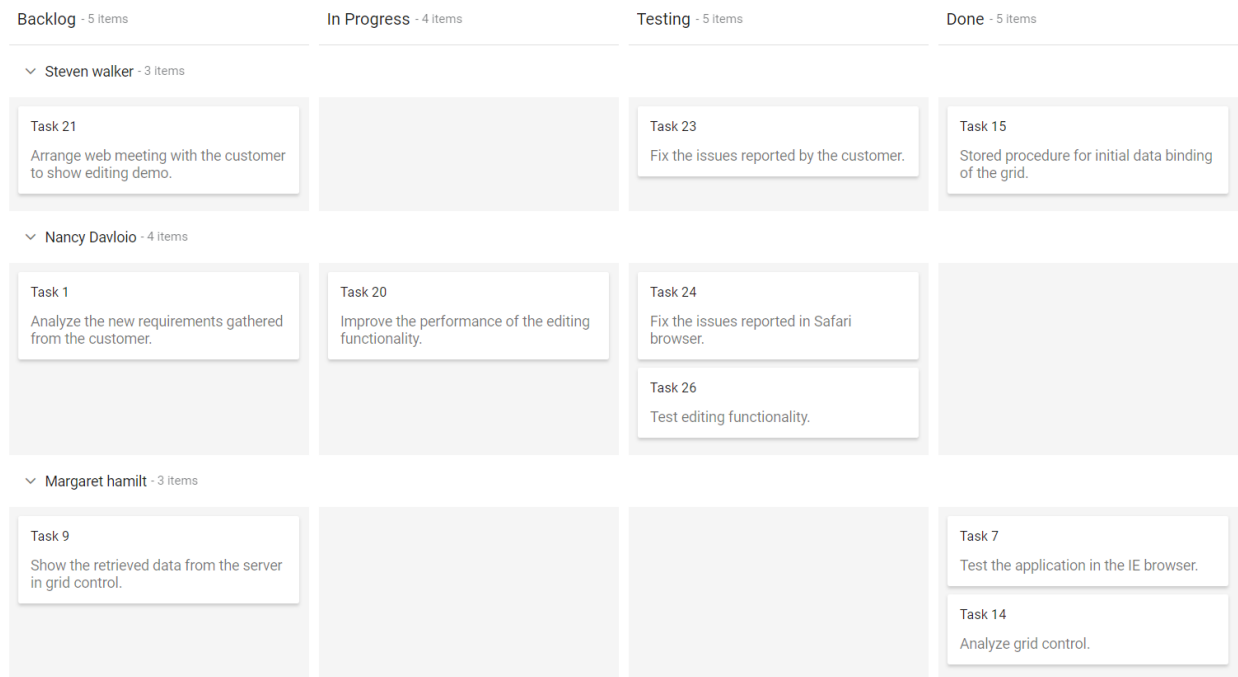 Backlog - 5 items
In Progress - 4 items
Testing - 5 items
Done - 5 items
Steven walker - 3 items
Task 21
Arrange web meeting with the customer
to show editing demo.
Task 23
Fix the issues reported by the customer.
Task 15
Stored procedure for initial data binding
of the grid.
Nancy Davloio - 4 items
Task 1
Analyze the new requirements gathered
from the customer.
Task 20
Improve the performance of the editing
functionality.
Task 24
Fix the issues reported in Safari
browser.
Task 26
Test editing functionality.
Margaret hamilt - 3 items
Task 9
Show the retrieved data from the server
in grid control.
Task 7
Test the application in the IE browser.
Task 14
Analyze grid control.